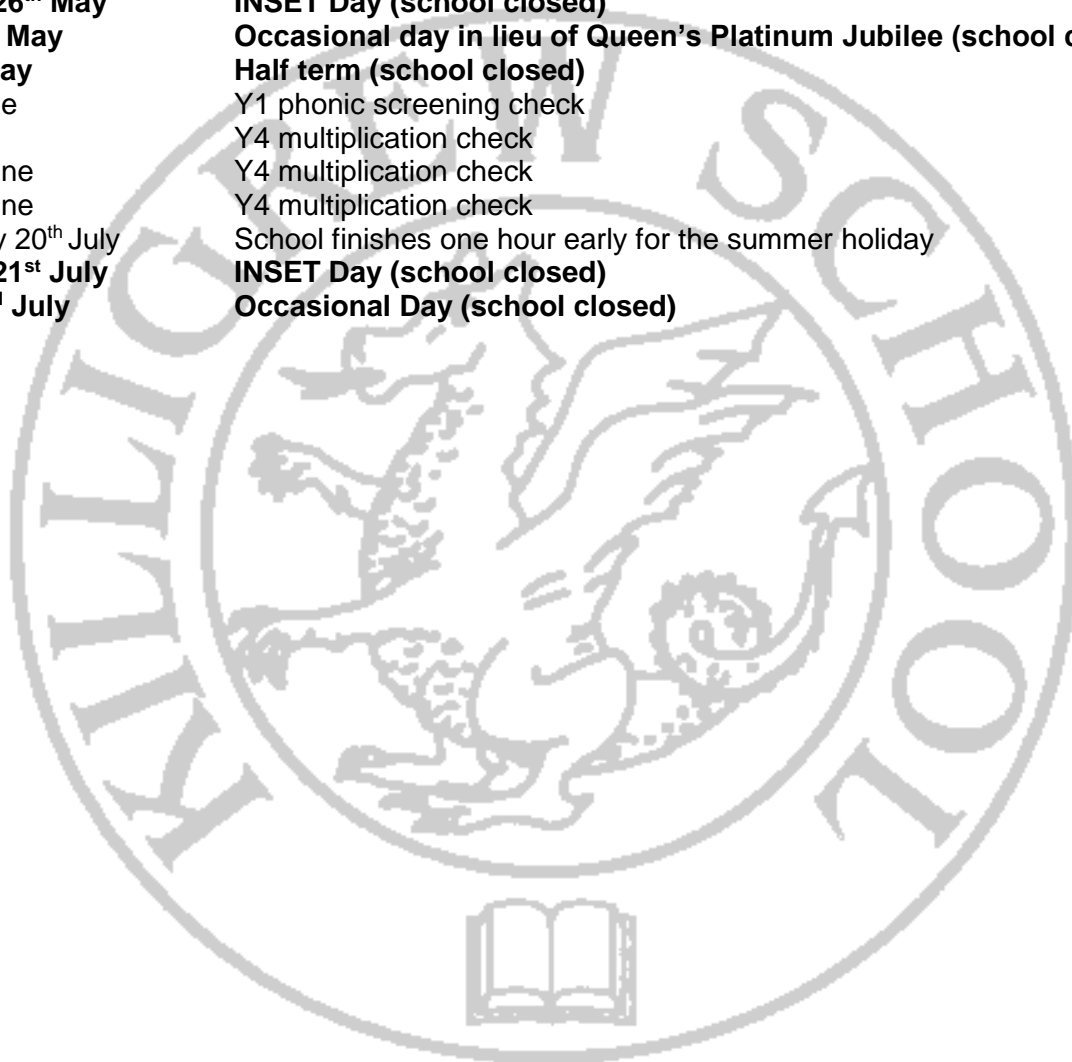 26th May INSET Day (school closed)
May Occasional day in lieu of Queen's Platinum Jubilee (school
ay Half term (school closed)
e Y1 phonic screening check
Y4 multiplication check
ne Y4 multiplication check
ne Y4 multiplication check
y 20th July School finishes one hour early for the summer holiday
21st July INSET Day (school closed)
July Occasional Day (school closed)
KILLIGREW SCHOOL